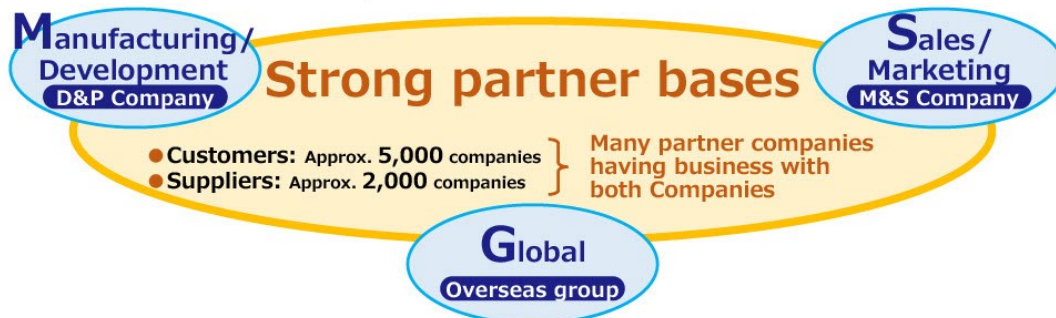 Manufacturing/
Development
D&P Company
Strong partner bases
Sales/
Marketing
M&S Company
●Customers: Approx. 5,000 companies
●Suppliers: Approx. 2,000 companies
Many partner companies
having business with
both Companies
Global
Overseas group